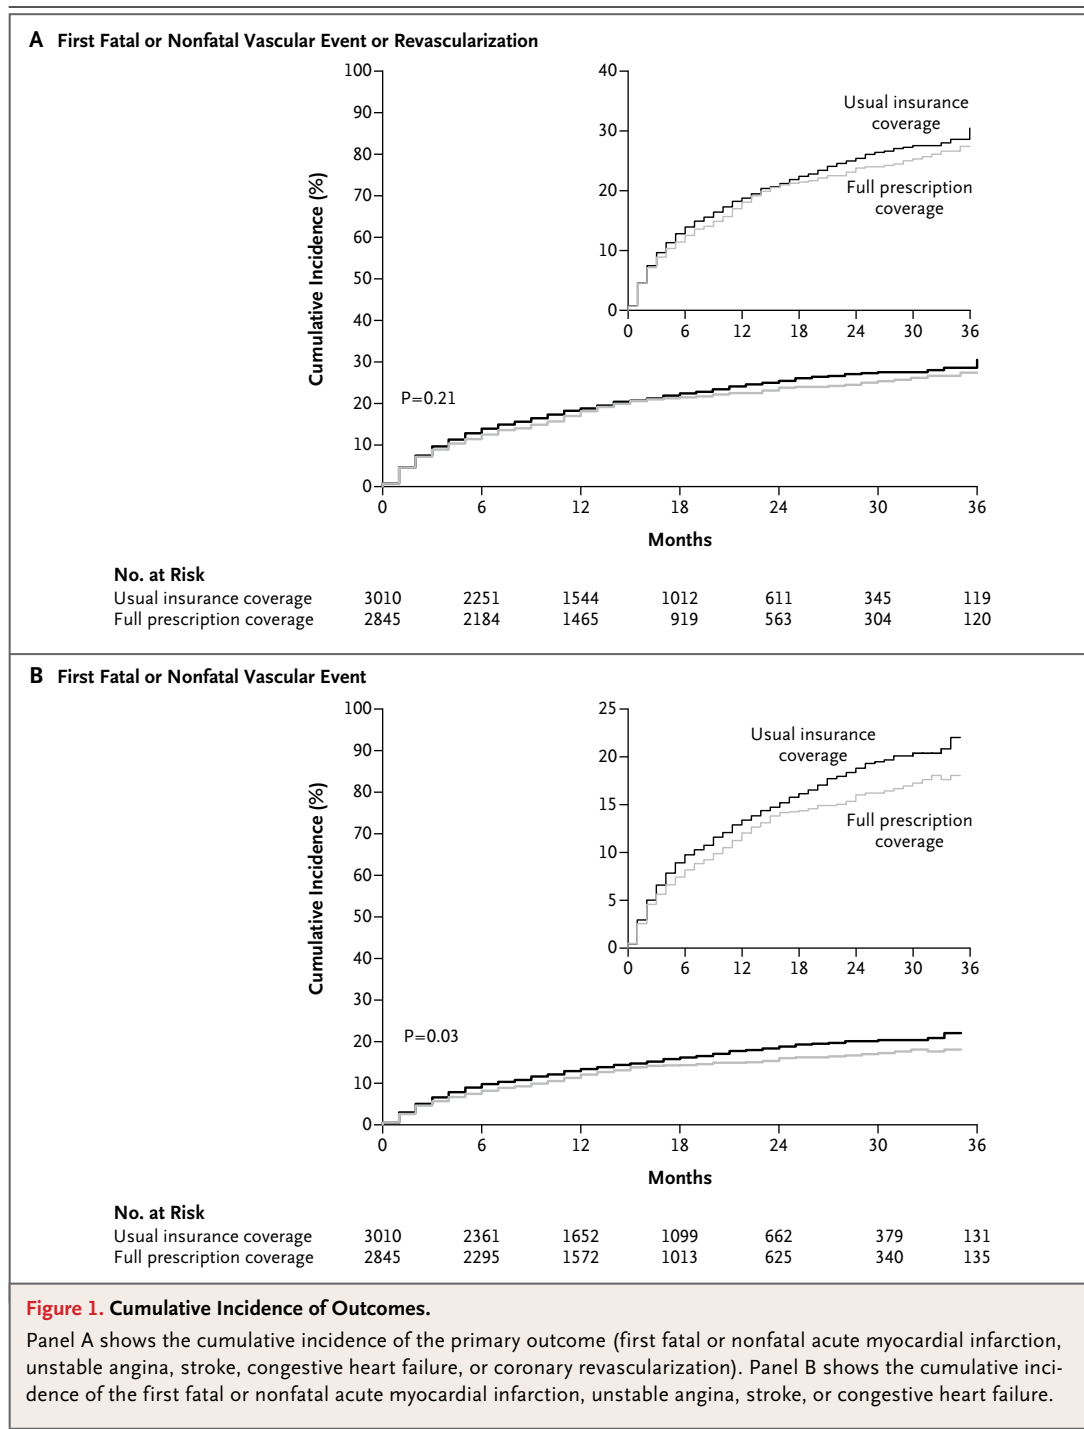 A First Fatal or Nonfatal Vascular Event or Revascularization
100
90
80
70
60
50
40
30
20
10
0
Cumulative Incidence (%)
P=0.21
0 6 12 18 24 30 36
Months
40
30
20
10
0
Usual insurance
coverage
Full prescription
coverage
0 6 12 18 24 30 36
No. at Risk
Usual insurance coverage 3010 2251 1544 1012 611 345 119
Full prescription coverage 2845 2184 1465 919 563 304 120
B First Fatal or Nonfatal Vascular Event
100
90
80
70
60
50
40
30
20
10
0
Cumulative Incidence (%)
P=0.03
0 6 12 18 24 30 36
Months
25
20
15
10
5
0
Usual insurance
coverage
Full prescription
coverage
0 6 12 18 24 30 36
No. at Risk
Usual insurance coverage 3010 2361 1652 1099 662 379 131
Full prescription coverage 2845 2295 1572 1013 625 340 135
Figure 1. Cumulative Incidence of Outcomes.
Panel A shows the cumulative incidence of the primary outcome (first fatal or nonfatal acute myocardial infarction,
unstable angina, stroke, congestive heart failure, or coronary revascularization). Panel B shows the cumulative inci-
dence of the first fatal or nonfatal acute myocardial infarction, unstable angina, stroke, or congestive heart failure.